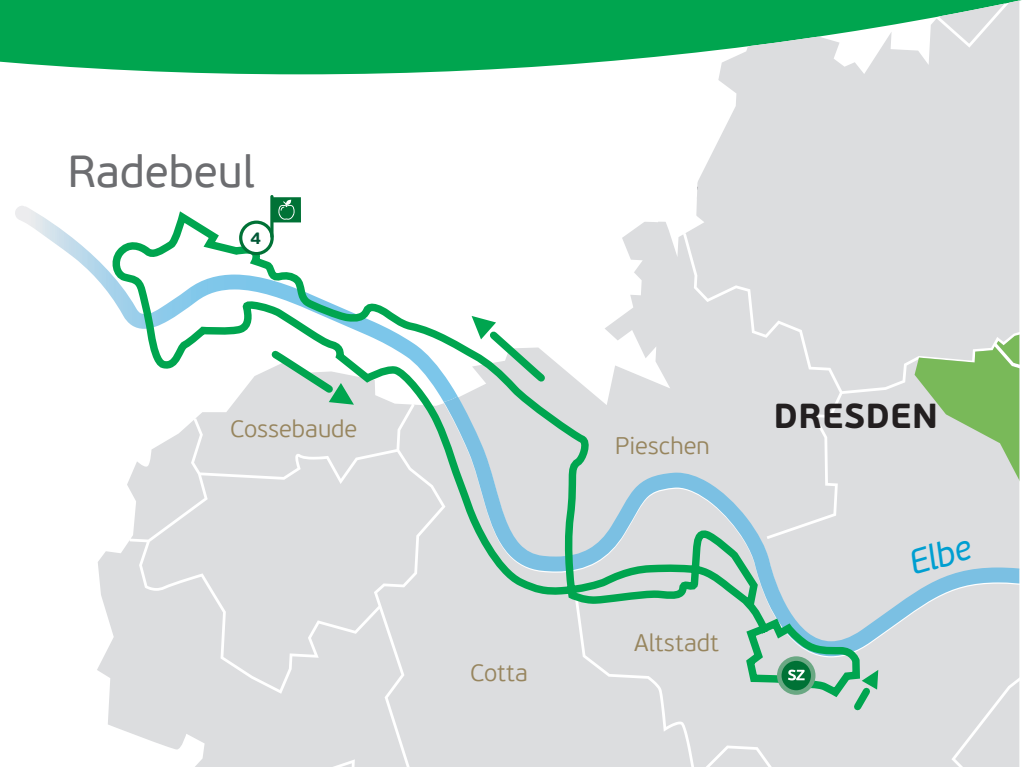 Radebeul
4
Cossebaude
DRESDEN
Pieschen
Elbe
Altstadt
Cotta
SZ